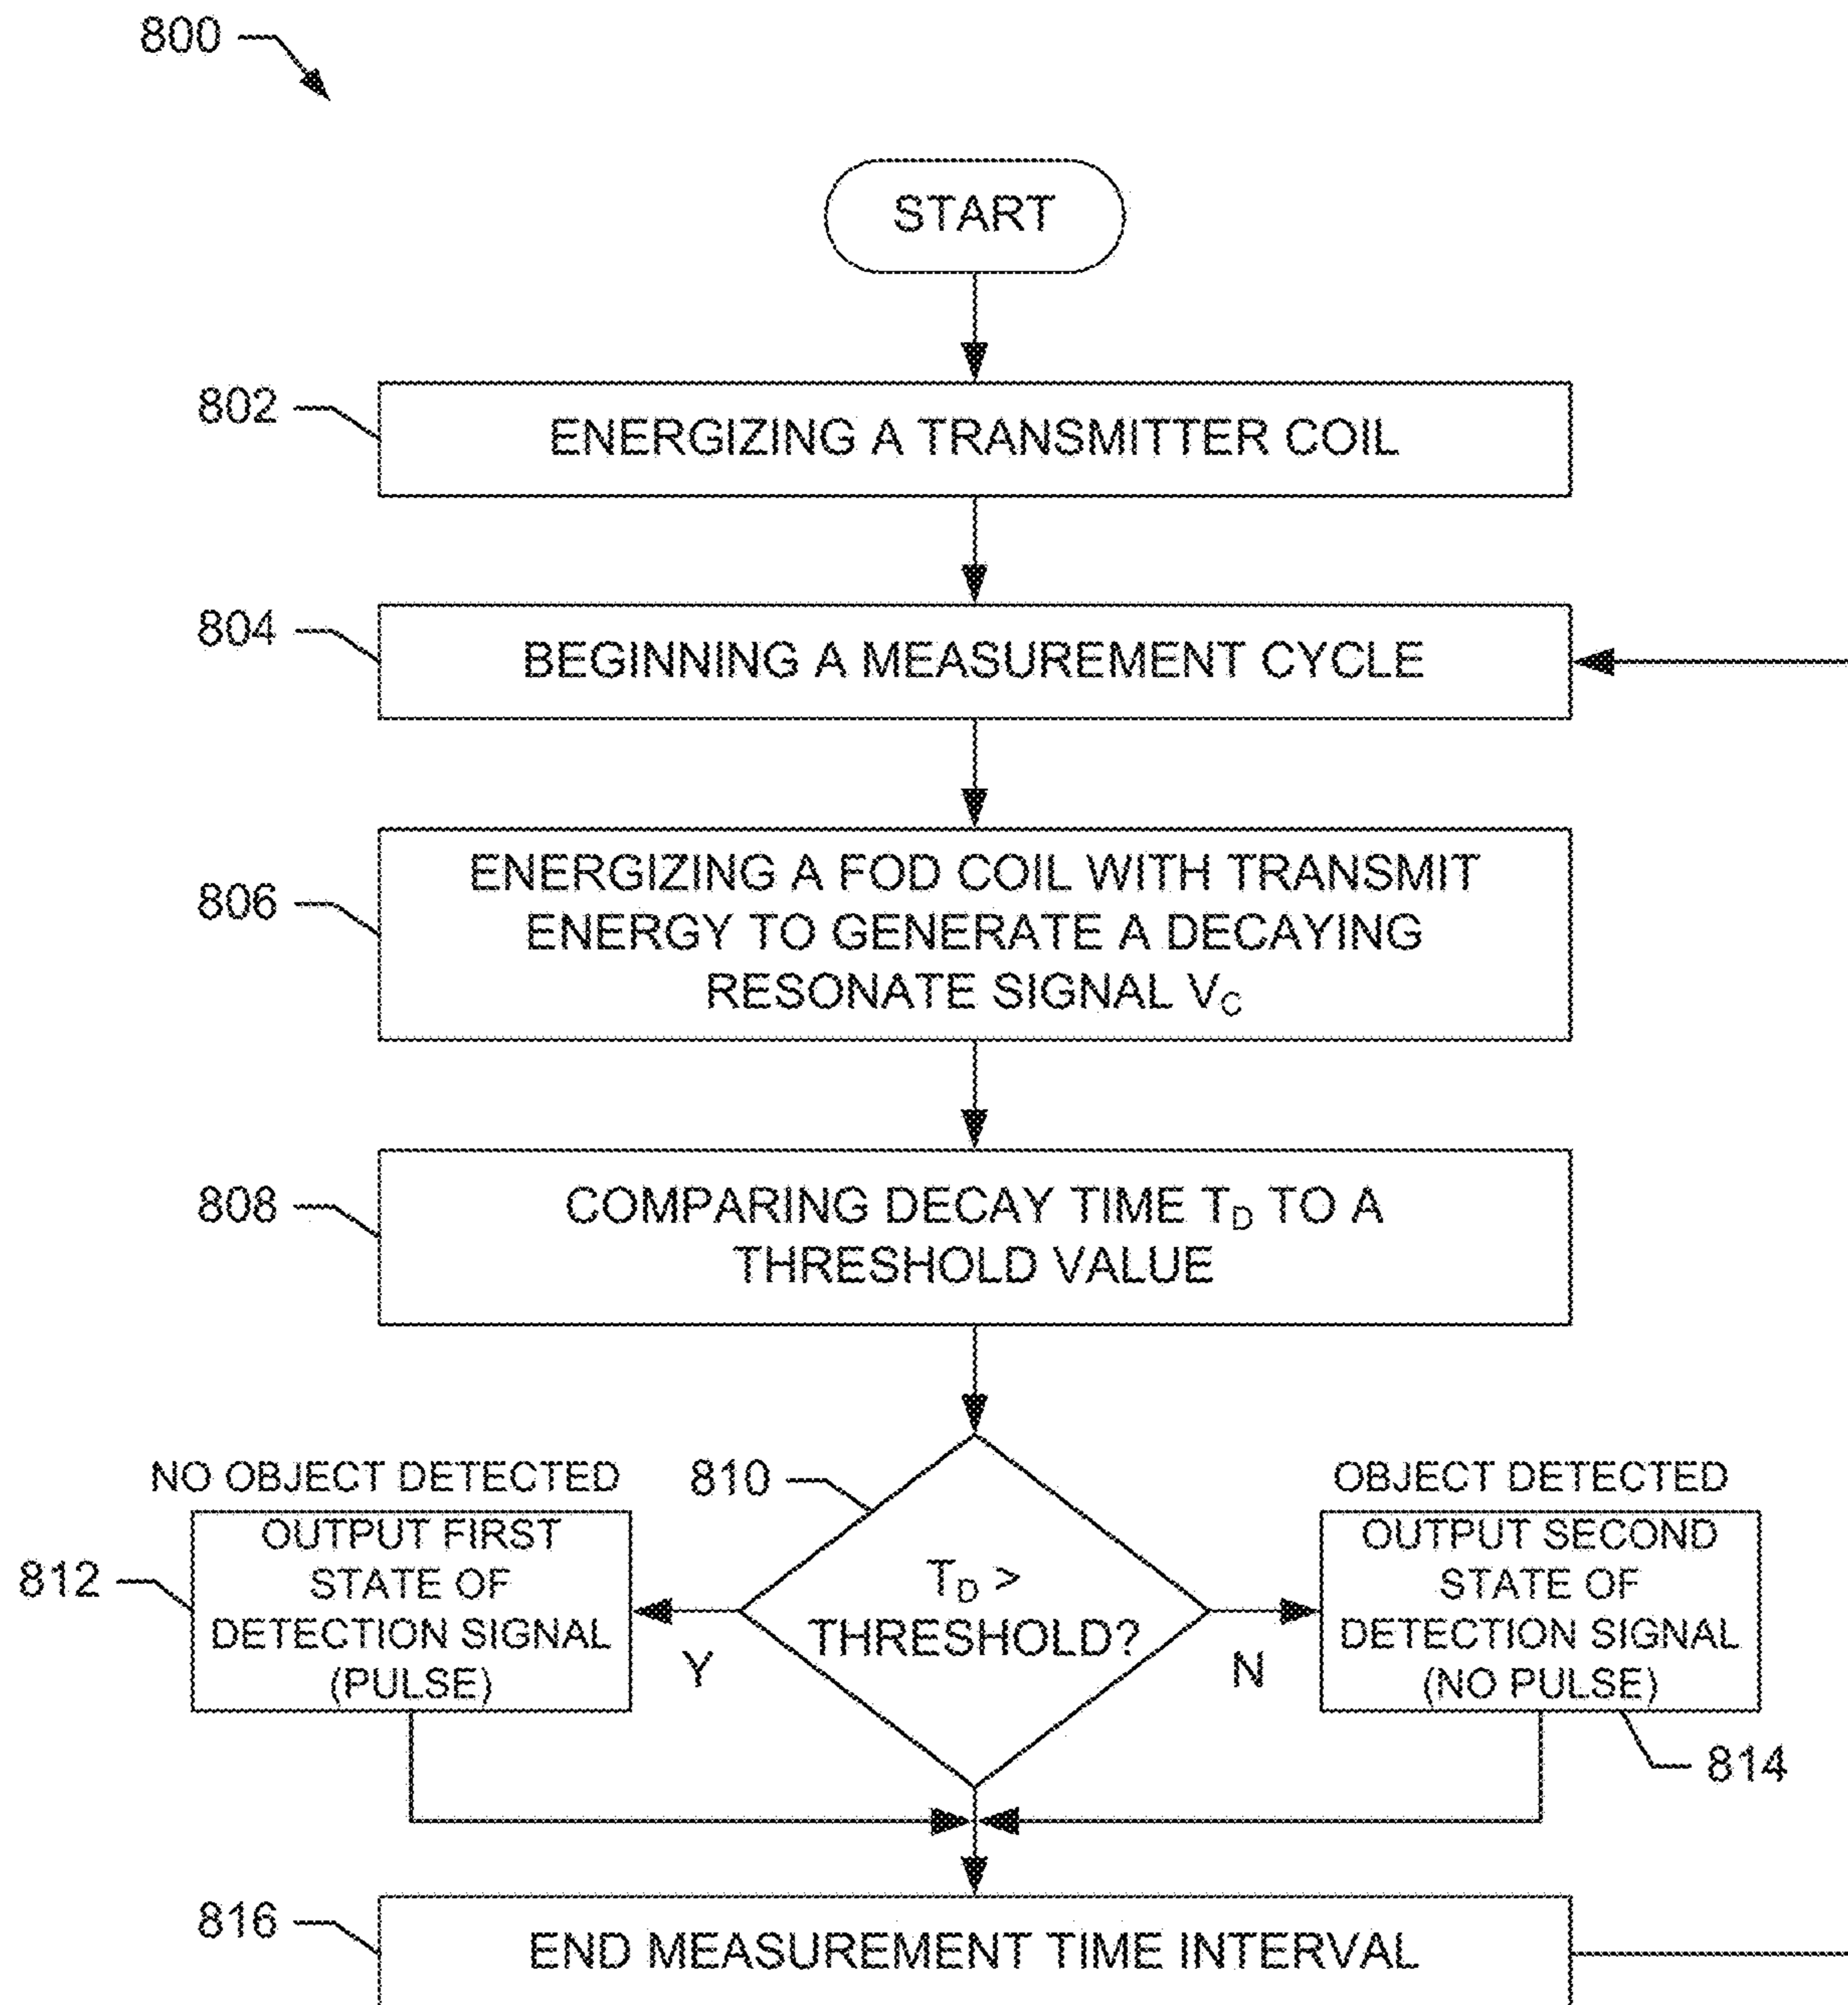 800
START
802
ENERGIZING A TRANSMITTER COIL
804
BEGINNING A MEASUREMENT CYCLE
806
ENERGIZING A FOD COIL WITH TRANSMIT
ENERGY TO GENERATE A DECAYING
RESONATE SIGNAL VC
808
COMPARING DECAY TIME TD TO A
THRESHOLD VALUE
810
TD >
THRESHOLD?
Y
N
NO OBJECT DETECTED
812
OUTPUT FIRST
STATE OF
DETECTION SIGNAL
(PULSE)
OBJECT DETECTED
OUTPUT SECOND
STATE OF
DETECTION SIGNAL
(NO PULSE)
814
816
END MEASUREMENT TIME INTERVAL